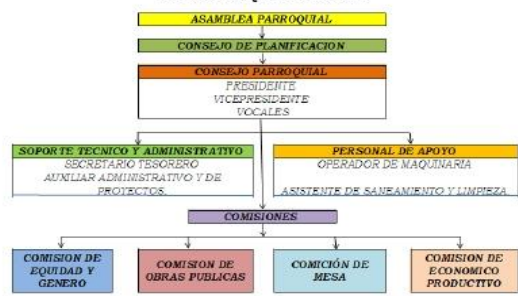 ASAMBLEA PARROQUIAL
CONSEJO DE PLANIFICACION
CONSEJO PARROQUIAL
PRESIDENTE
VICEPRESIDENTE
VOCALES
SOPORTE TECNICO Y ADMINISTRATIVO
SECRETARIO TESORERO
AUXILIAR ADMINISTRATIVO Y DE
PROYECTOS.
PERSONAL DE APOYO
OPERADOR DE MAQUINARIA
ASISTENTE DE SANEAMIENTO Y LIMPIEZA
COMISIONES
COMISION DE
EQUIDAD Y
GENERO
COMISION DE
OBRAS PUBLICAS
COMICIÓN DE
MESA
COMISION DE
ECONOMICO
PRODUCTIVO